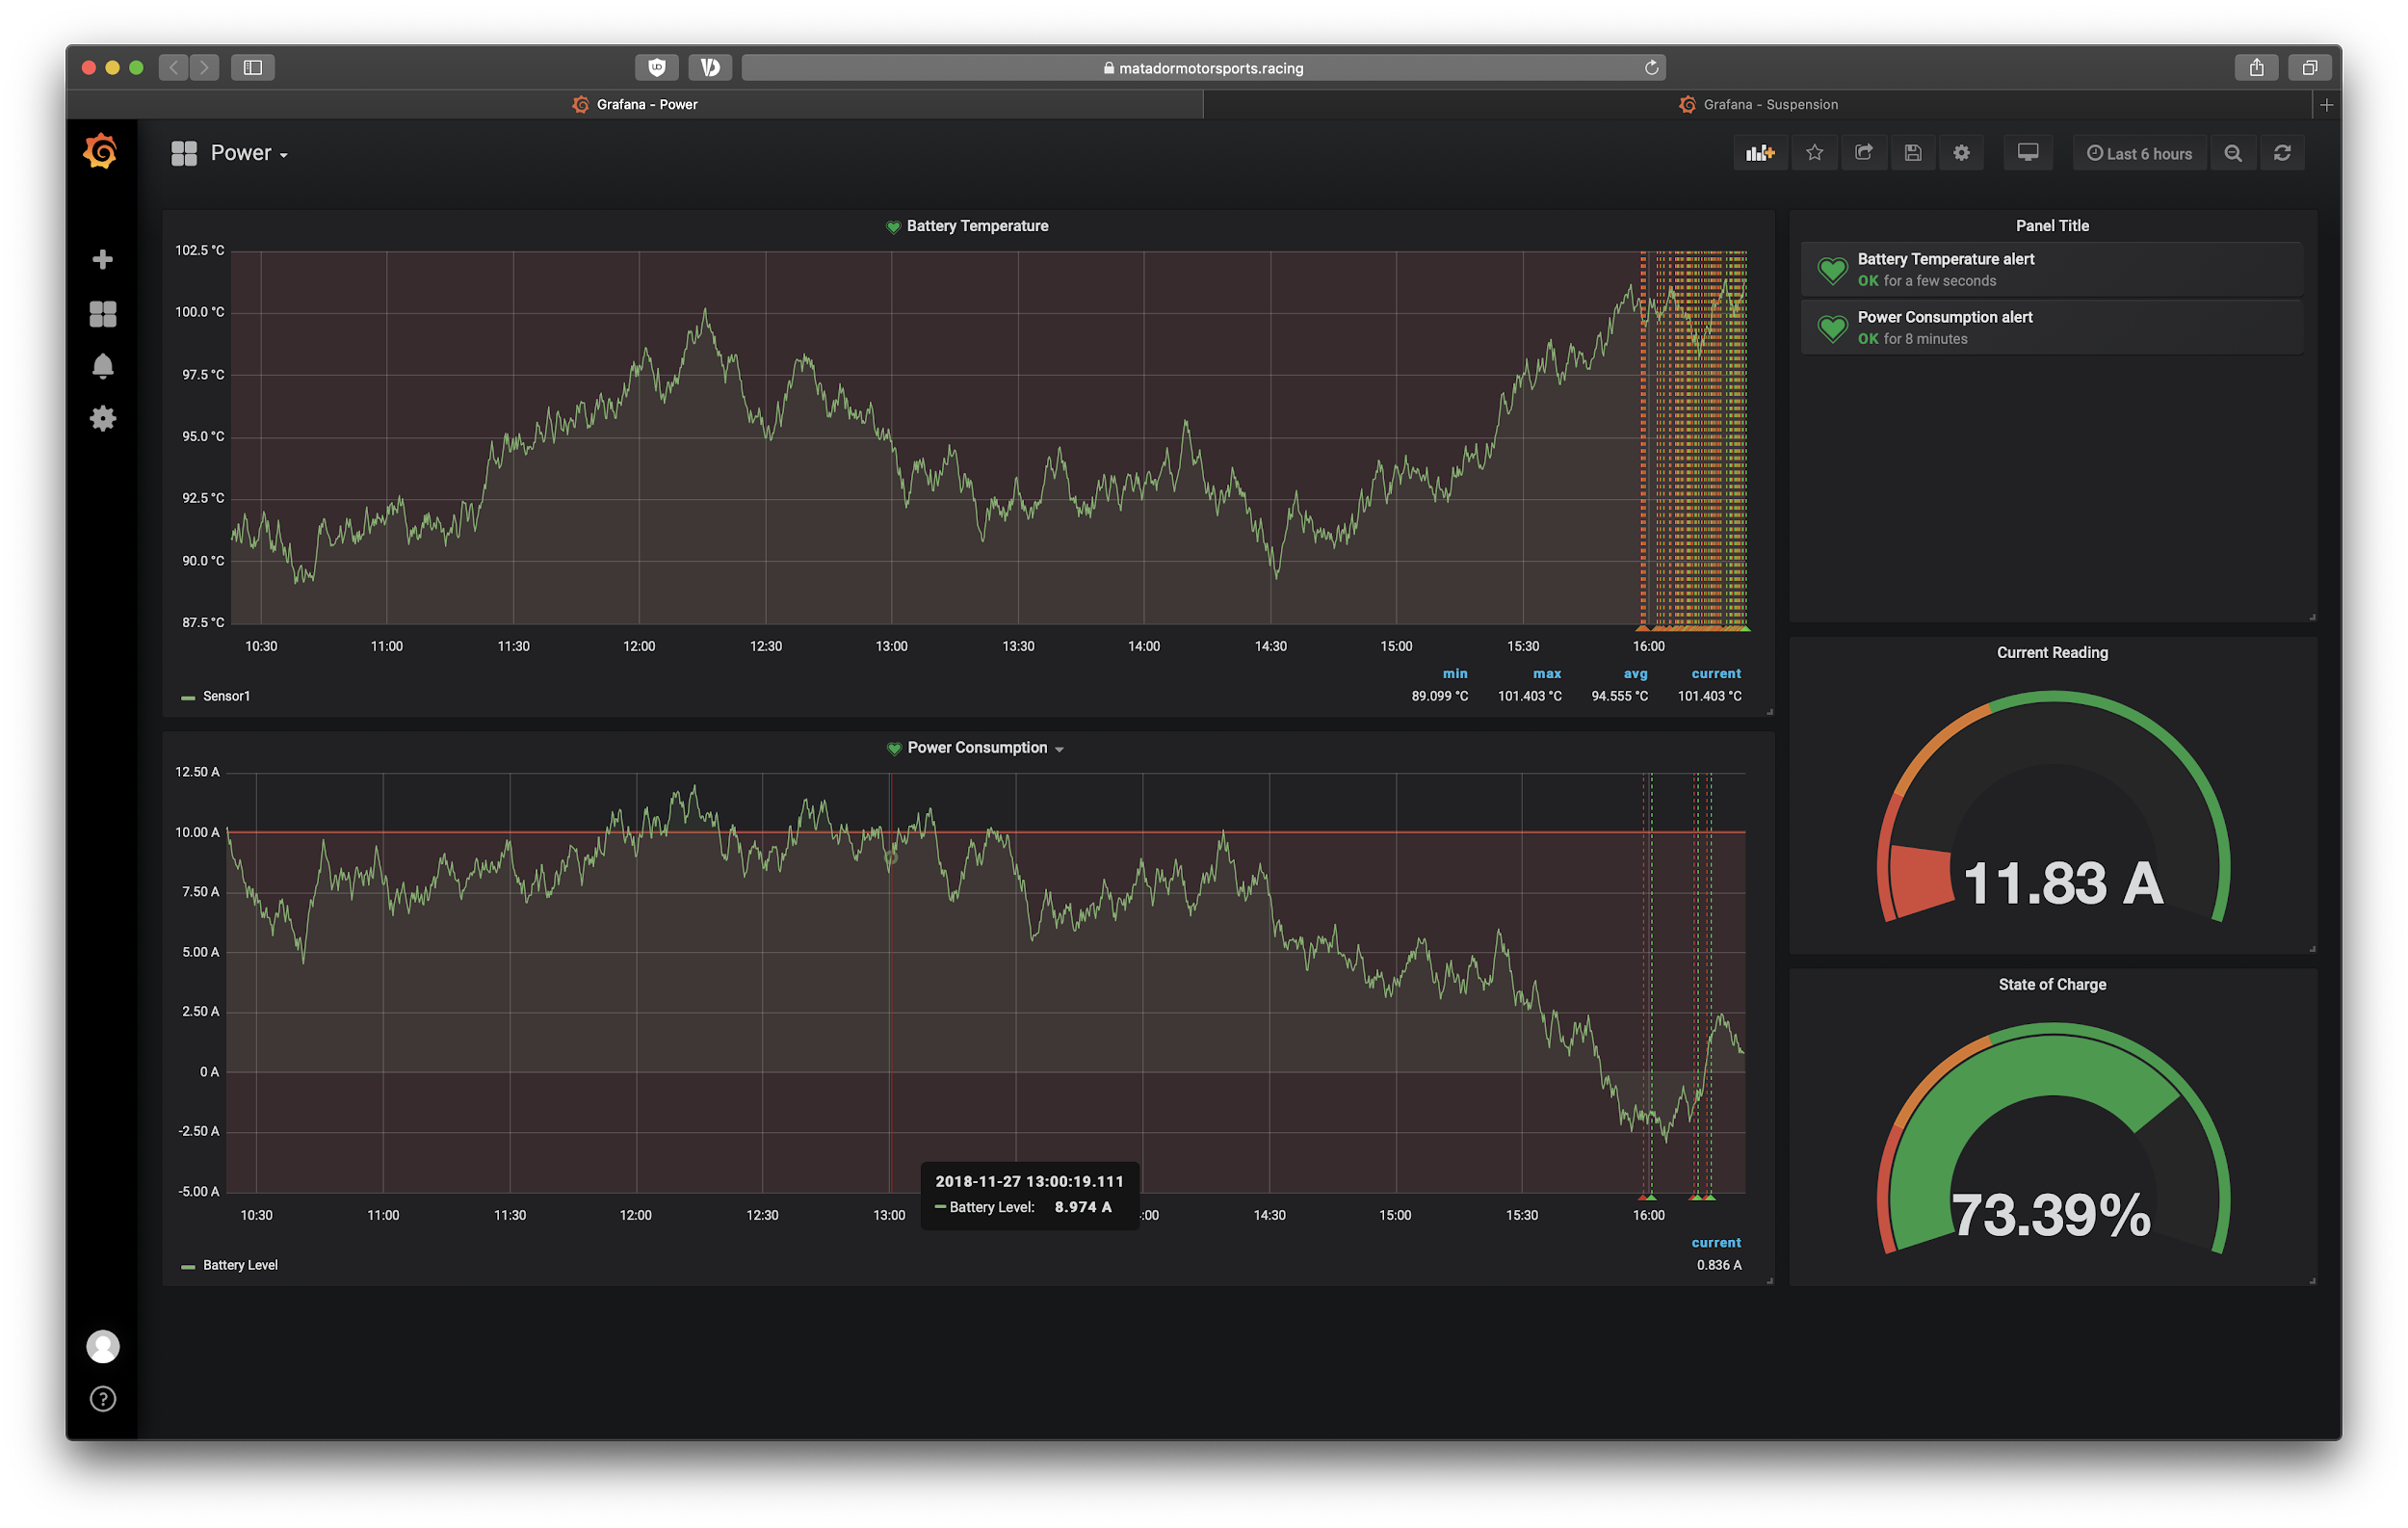 matadormotorsports.racing
Grafana - Power
Grafana - Suspension
Power
Last 6 hours
Battery Temperature
102.5 °C
100.0 °C
97.5 °C
95.0 °C
92.5 °C
90.0 °C
87.5 °C
10:30 11:00 11:30 12:00 12:30 13:00 13:30 14:00 14:30 15:00 15:30 16:00
min max avg current
Sensor1 89.099 °C 101.403 °C 94.555 °C 101.403 °C
Panel Title
Battery Temperature alert
OK for a few seconds
Power Consumption alert
OK for 8 minutes
Power Consumption
12.50 A
10.00 A
7.50 A
5.00 A
2.50 A
0 A
-2.50 A
-5.00 A
2018-11-27 13:00:19.111
Battery Level: 8.974 A
10:30 11:00 11:30 12:00 12:30 13:00 :00 14:30 15:00 15:30 16:00
current
Battery Level 0.836 A
Current Reading
11.83 A
State of Charge
73.39%